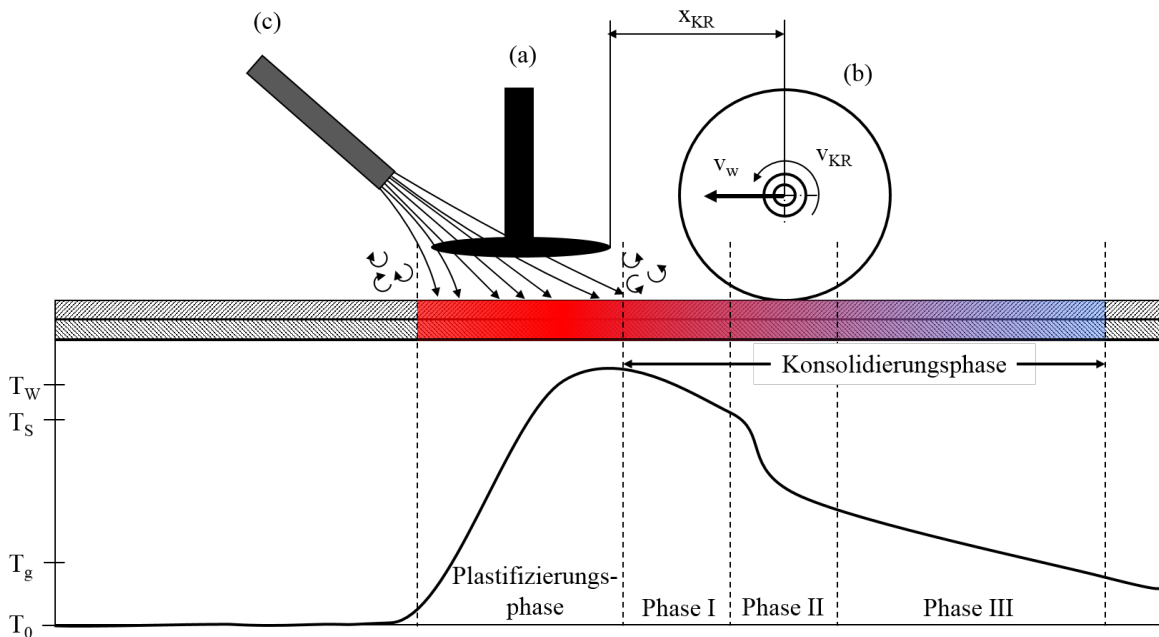 (c)
(a)
x_KR
(b)
v_w
v_KR
Konsolidierungsphase
T_W
T_S
T_g
T_0
Plastifizierungs-
phase
Phase I
Phase II
Phase III